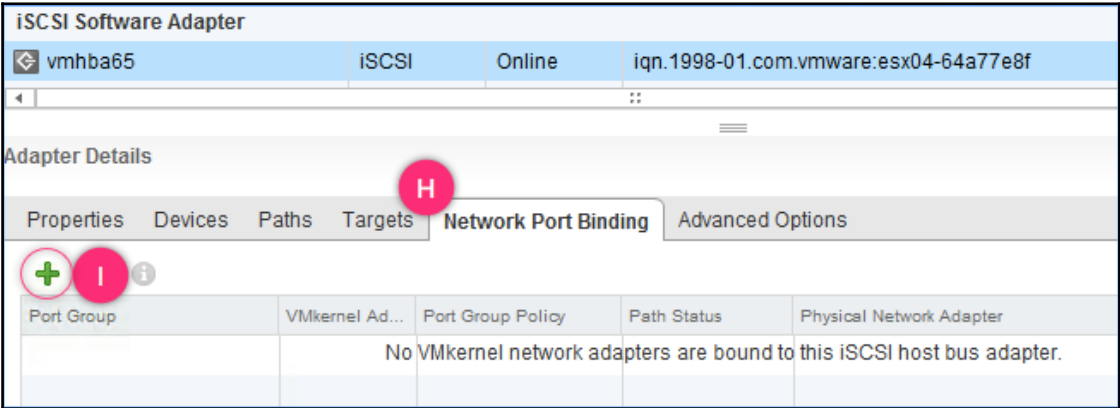 iSCSI Software Adapter
vmhba65 iSCSI Online iqn.1998-01.com.vmware:esx04-64a77e8f
Adapter Details
H
Properties Devices Paths Targets Network Port Binding Advanced Options
I
Port Group VMkernel Ad... Port Group Policy Path Status Physical Network Adapter
No VMkernel network adapters are bound to this iSCSI host bus adapter.